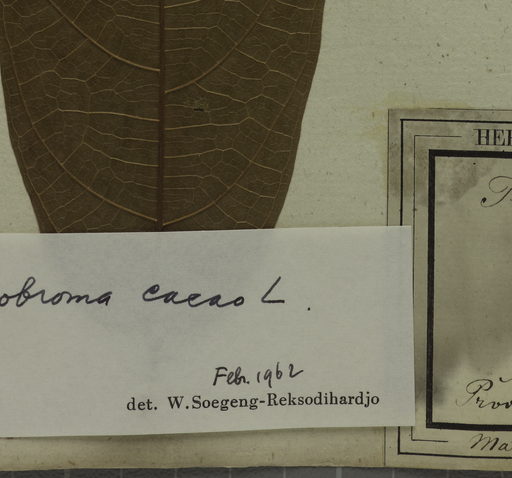 obroma cacao L.
Feb. 1962
det. W.Soegeng-Reksodihardjo
HER